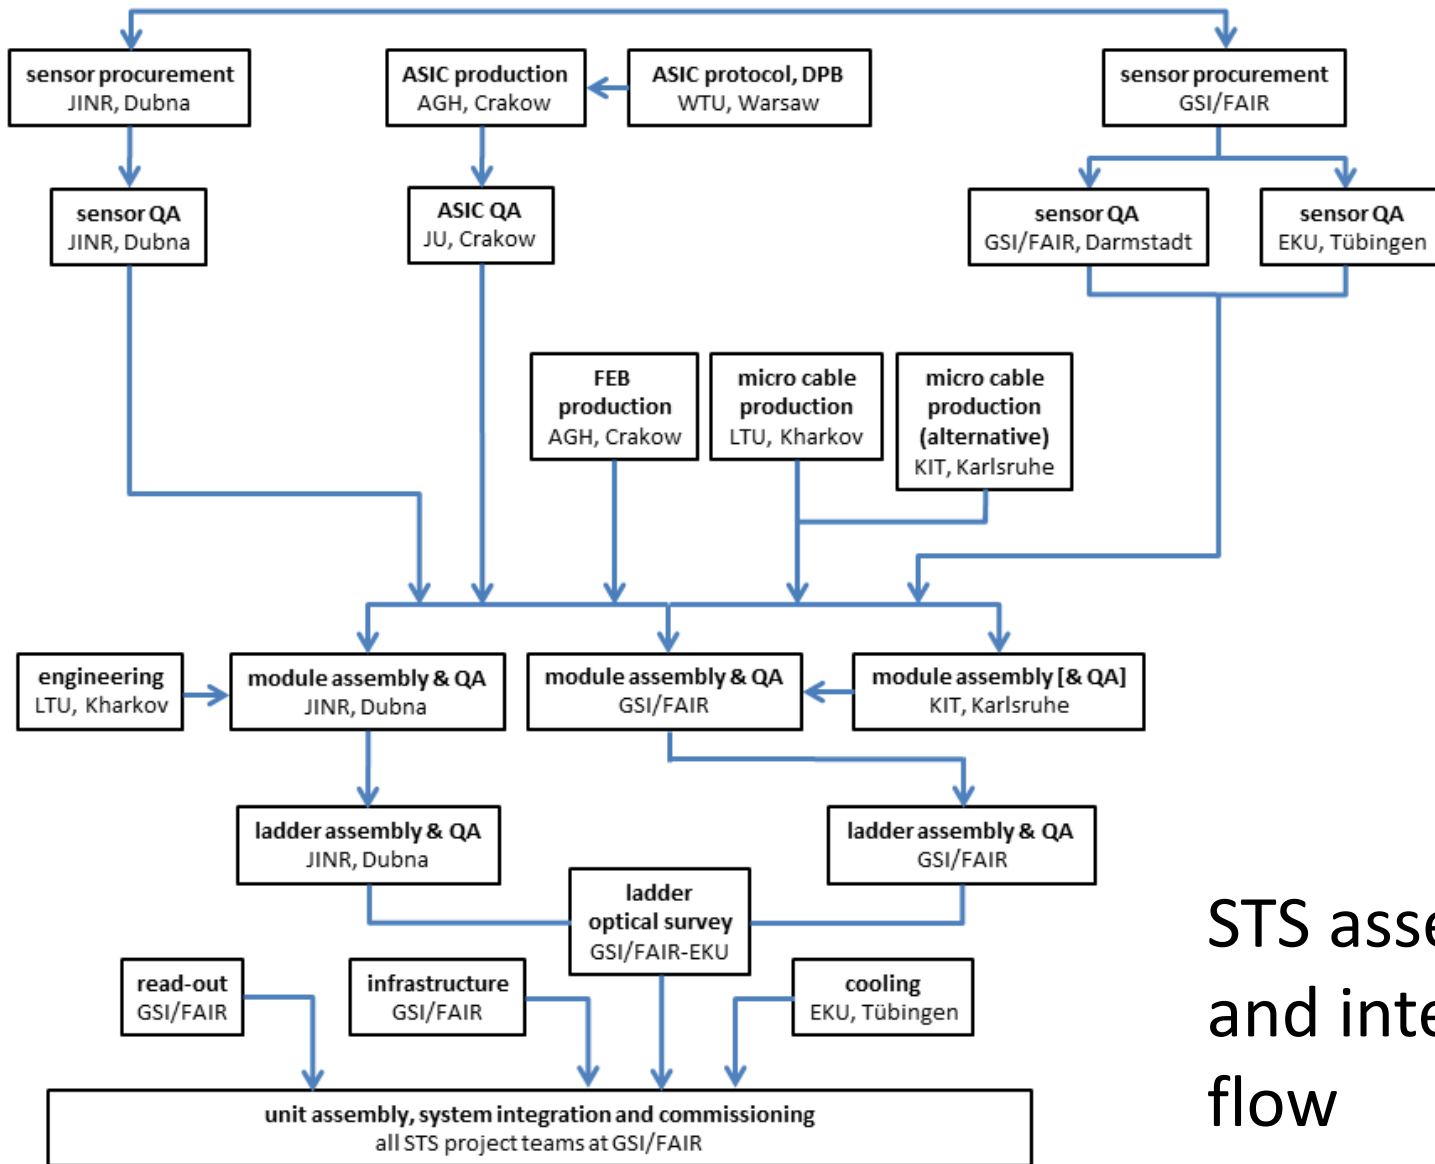 sensor procurement
JINR, Dubna
ASIC production
AGH, Crakow
ASIC protocol, DPB
WTU, Warsaw
sensor procurement
GSI/FAIR
sensor QA
JINR, Dubna
ASIC QA
JU, Crakow
sensor QA
GSI/FAIR, Darmstadt
sensor QA
EKU, Tübingen
FEB
production
AGH, Crakow
micro cable
production
LTU, Kharkov
micro cable
production
(alternative)
KIT, Karlsruhe
engineering
LTU, Kharkov
module assembly & QA
JINR, Dubna
module assembly & QA
GSI/FAIR
module assembly [& QA]
KIT, Karlsruhe
ladder assembly & QA
JINR, Dubna
ladder assembly & QA
GSI/FAIR
ladder
optical survey
GSI/FAIR-EKU
read-out
GSI/FAIR
infrastructure
GSI/FAIR
cooling
EKU, Tübingen
unit assembly, system integration and commissioning
all STS project teams at GSI/FAIR
STS
and
flow